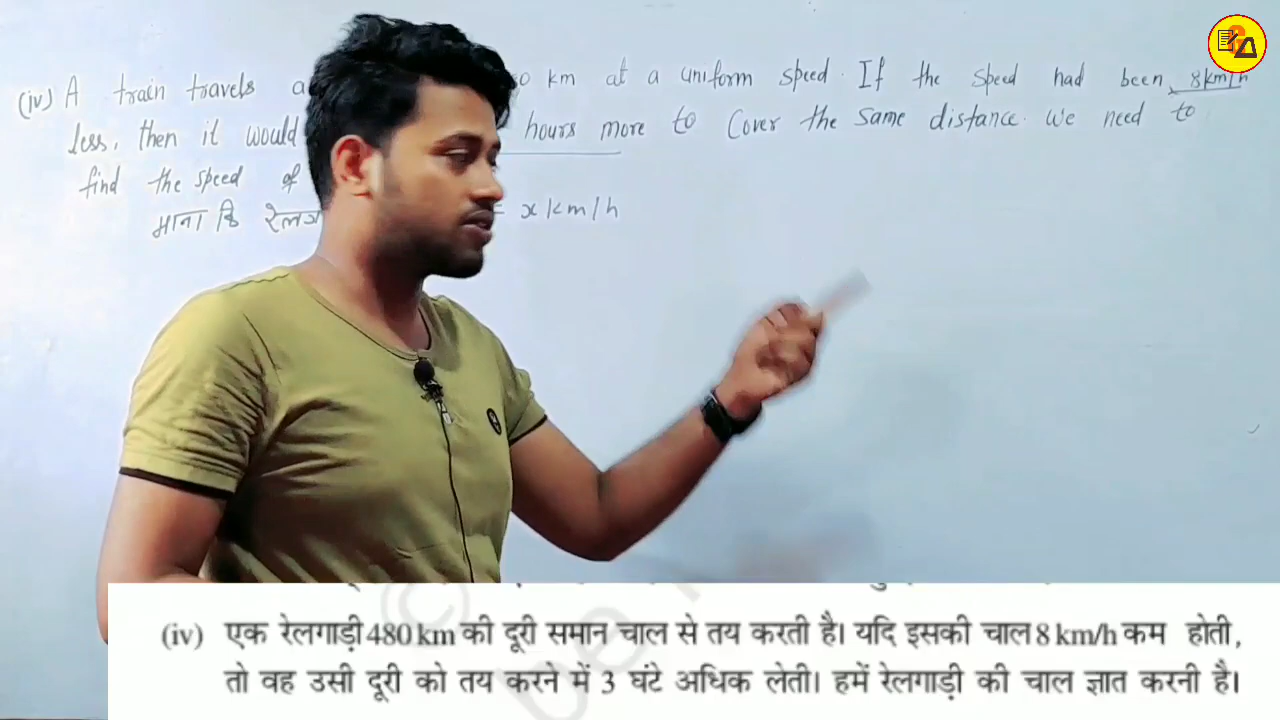 (iv) A train travels a 0 km at a uniform speed. If the speed had been 8km/h
less, then it would hours more to Cover the same distance. We need to
find the speed of
माना कि रेलग = x km/h
(iv) एक रेलगाड़ी 480 km की दूरी समान चाल से तय करती है। यदि इसकी चाल 8 km/h कम होती,
तो वह उसी दूरी को तय करने में 3 घंटे अधिक लेती। हमें रेलगाड़ी की चाल ज्ञात करनी है।